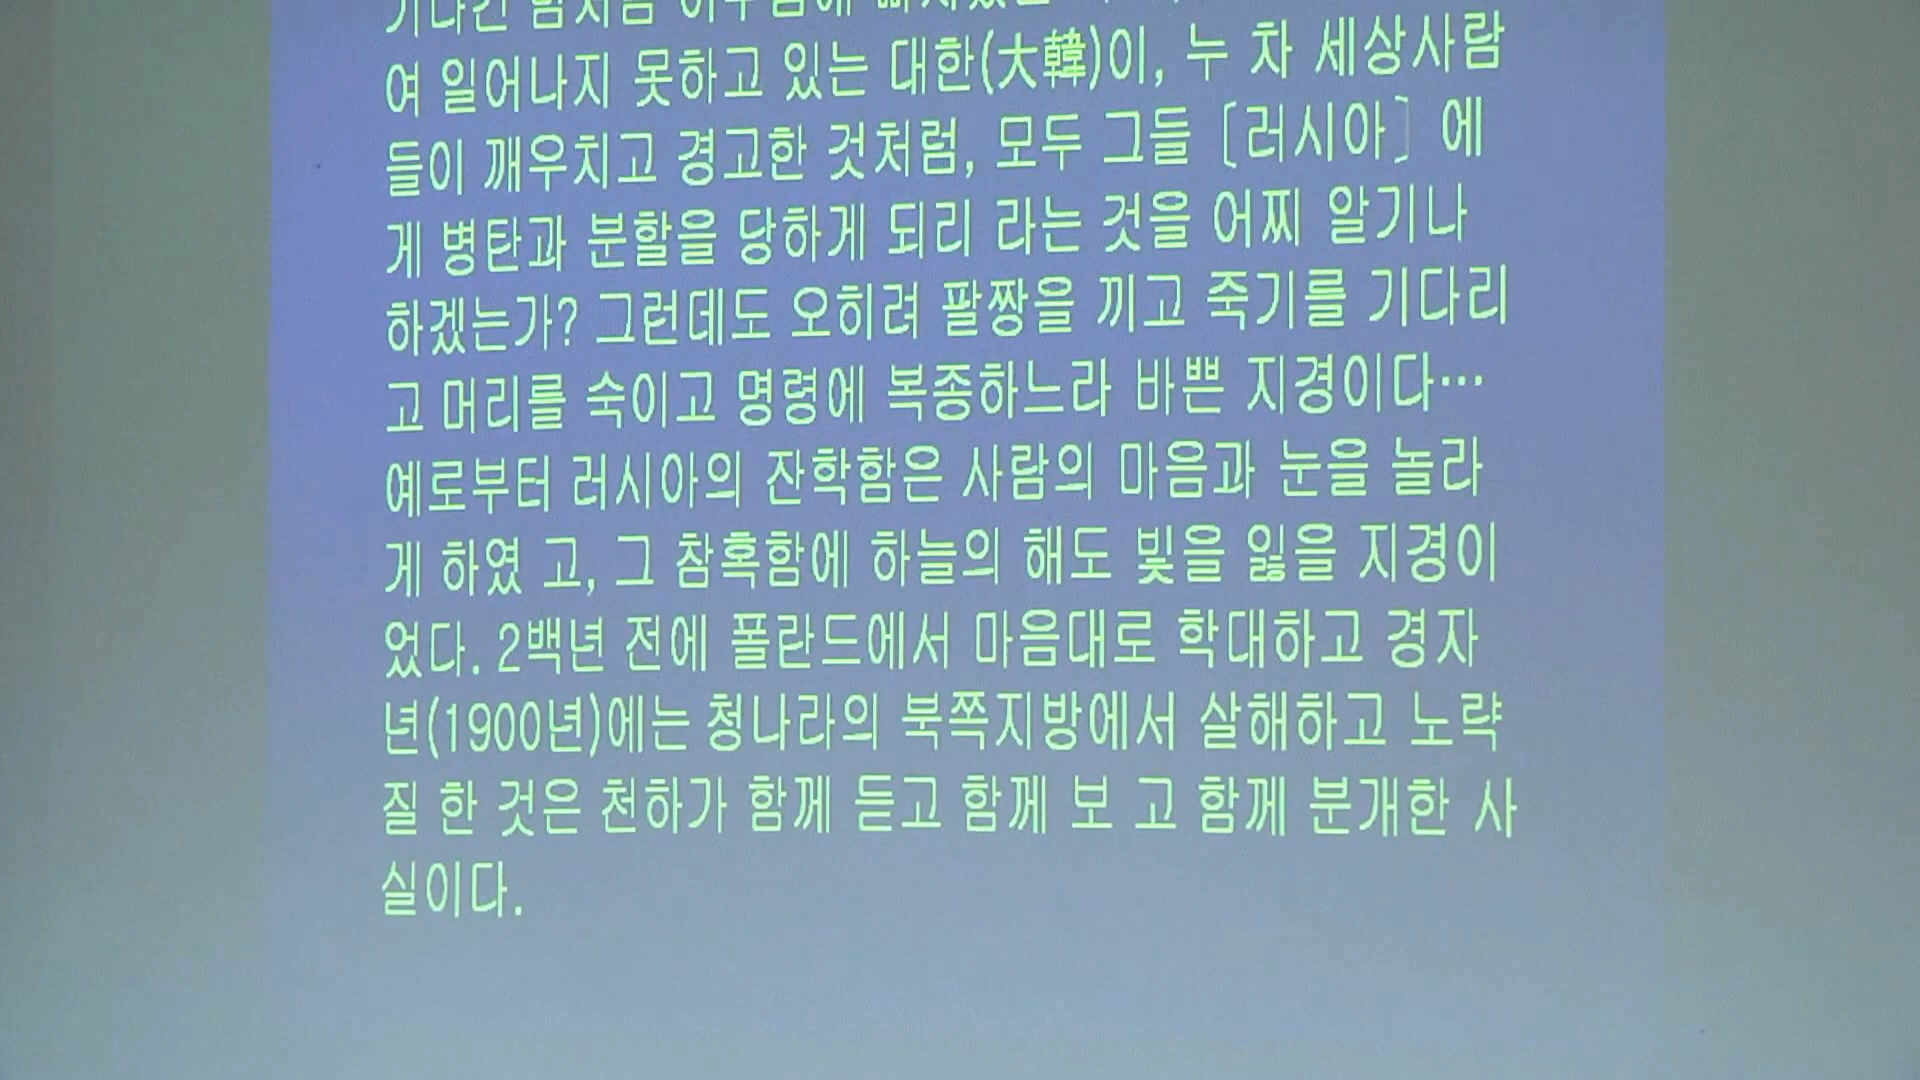 여 일어나지 못하고 있는 대한(大韓)이, 누 차 세상사람
들이 깨우치고 경고한 것처럼, 모두 그들 [러시아] 에
게 병탄과 분할을 당하게 되리 라는 것을 어찌 알기나
하겠는가? 그런데도 오히려 팔짱을 끼고 죽기를 기다리
고 머리를 숙이고 명령에 복종하느라 바쁜 지경이다…
예로부터 러시아의 잔학함은 사람의 마음과 눈을 놀라
게 하였 고, 그 참혹함에 하늘의 해도 빛을 잃을 지경이
었다. 2백년 전에 폴란드에서 마음대로 학대하고 경자
년(1900년)에는 청나라의 북쪽지방에서 살해하고 노략
질 한 것은 천하가 함께 듣고 함께 보 고 함께 분개한 사
실이다.